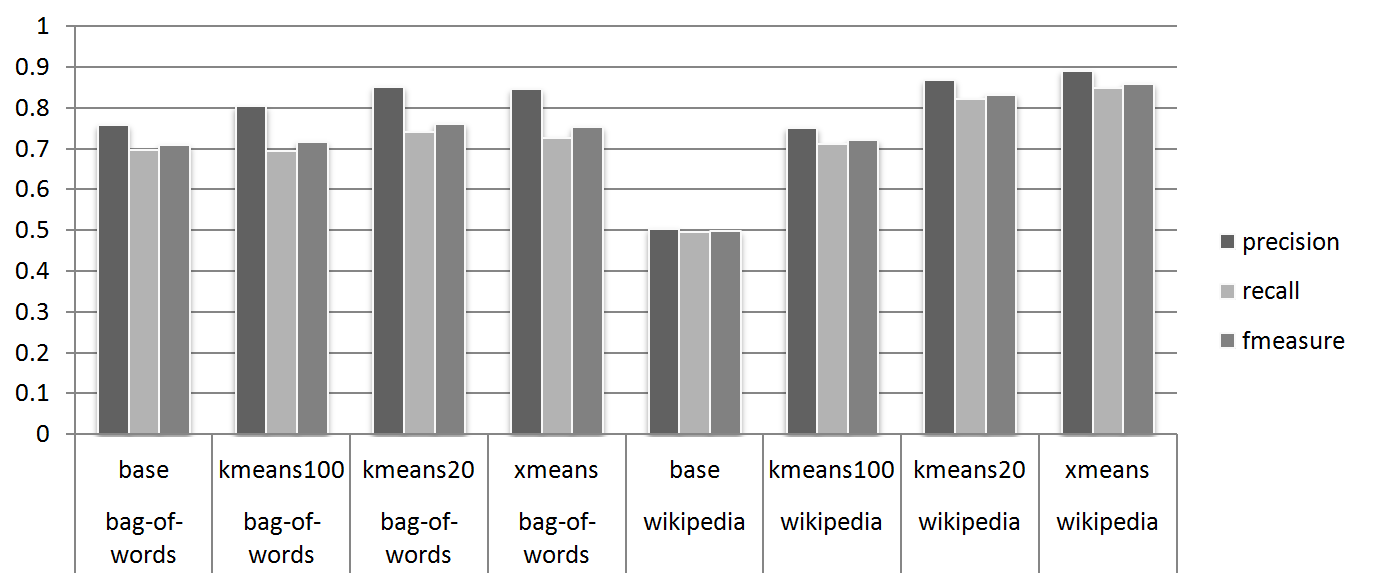 1
0.9
0.8
0.7
0.6
0.5
0.4
0.3
0.2
0.1
0
base kmeans100 kmeans20 xmeans base kmeans100 kmeans20 xmeans
bag-of- bag-of- bag-of- bag-of- wikipedia wikipedia wikipedia wikipedia
words words words words
precision
recall
fmeasure